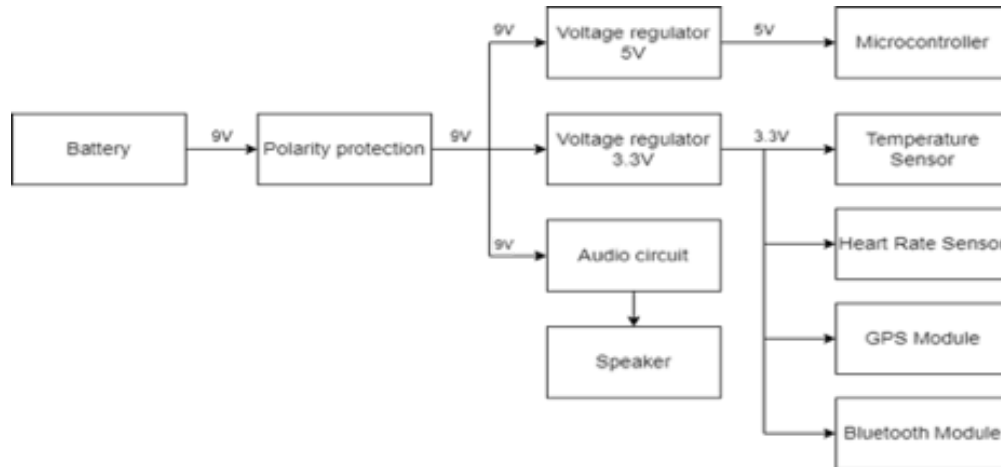 9V
Voltage regulator
5V
5V
Microcontroller
Battery
9V
Polarity protection
9V
Voltage regulator
3.3V
3.3V
Temperature
Sensor
9V
Audio circuit
Heart Rate Sensor
Speaker
GPS Module
Bluetooth Module